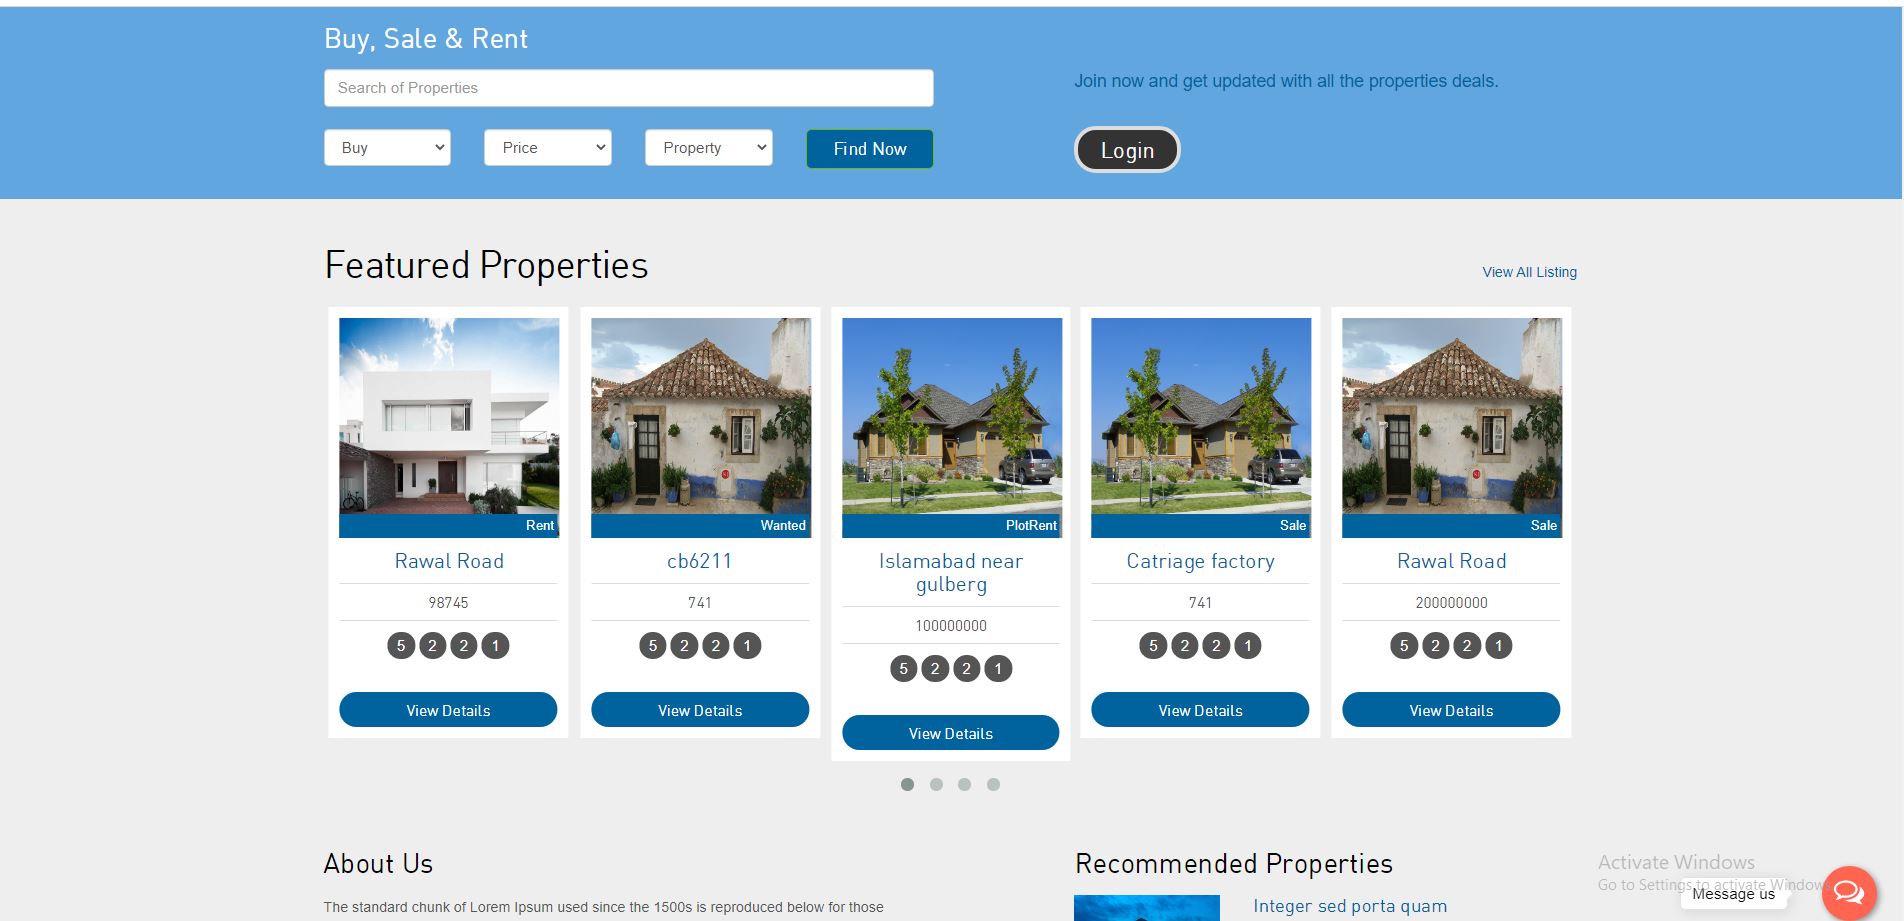 Buy, Sale & Rent
Search of Properties
Join now and get updated with all the properties deals.
Buy
Price
Property
Find Now
Login
Featured Properties
View All Listing
Rent
Wanted
PlotRent
Sale
Sale
Rawal Road
cb6211
Islamabad near
gulberg
Catriage factory
Rawal Road
98745
741
100000000
741
200000000
5 2 2 1
5 2 2 1
5 2 2 1
5 2 2 1
5 2 2 1
View Details
View Details
View Details
View Details
View Details
About Us
Recommended Properties
The standard chunk of Lorem Ipsum used since the 1500s is reproduced below for those
Integer sed porta quam
Activate Windows
Go to Settings to activate Windows
Message us